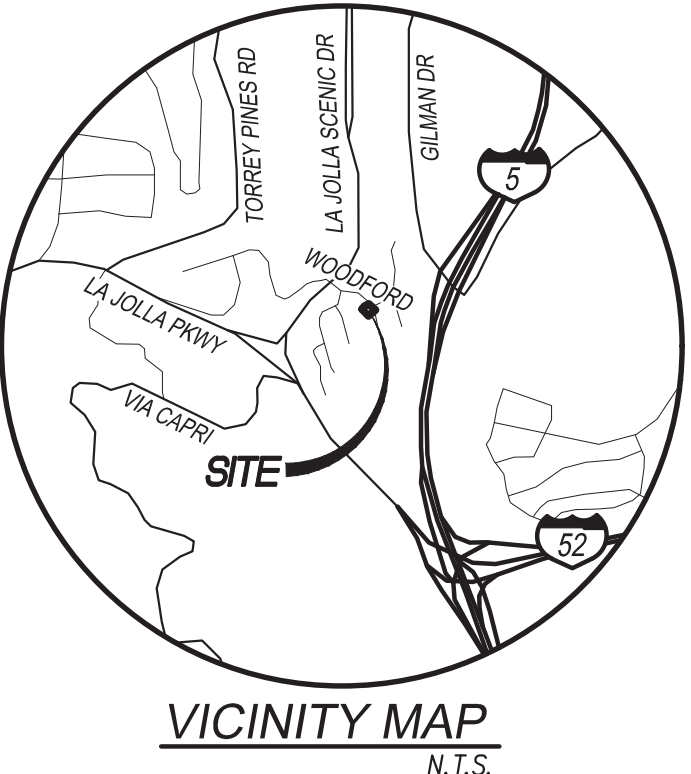 TORREY PINES RD
LA JOLLA SCENIC DR
GILMAN DR
5
WOODFORD
LA JOLLA PKWY
VIA CAPRI
SITE
52
VICINITY MAP
N.T.S.